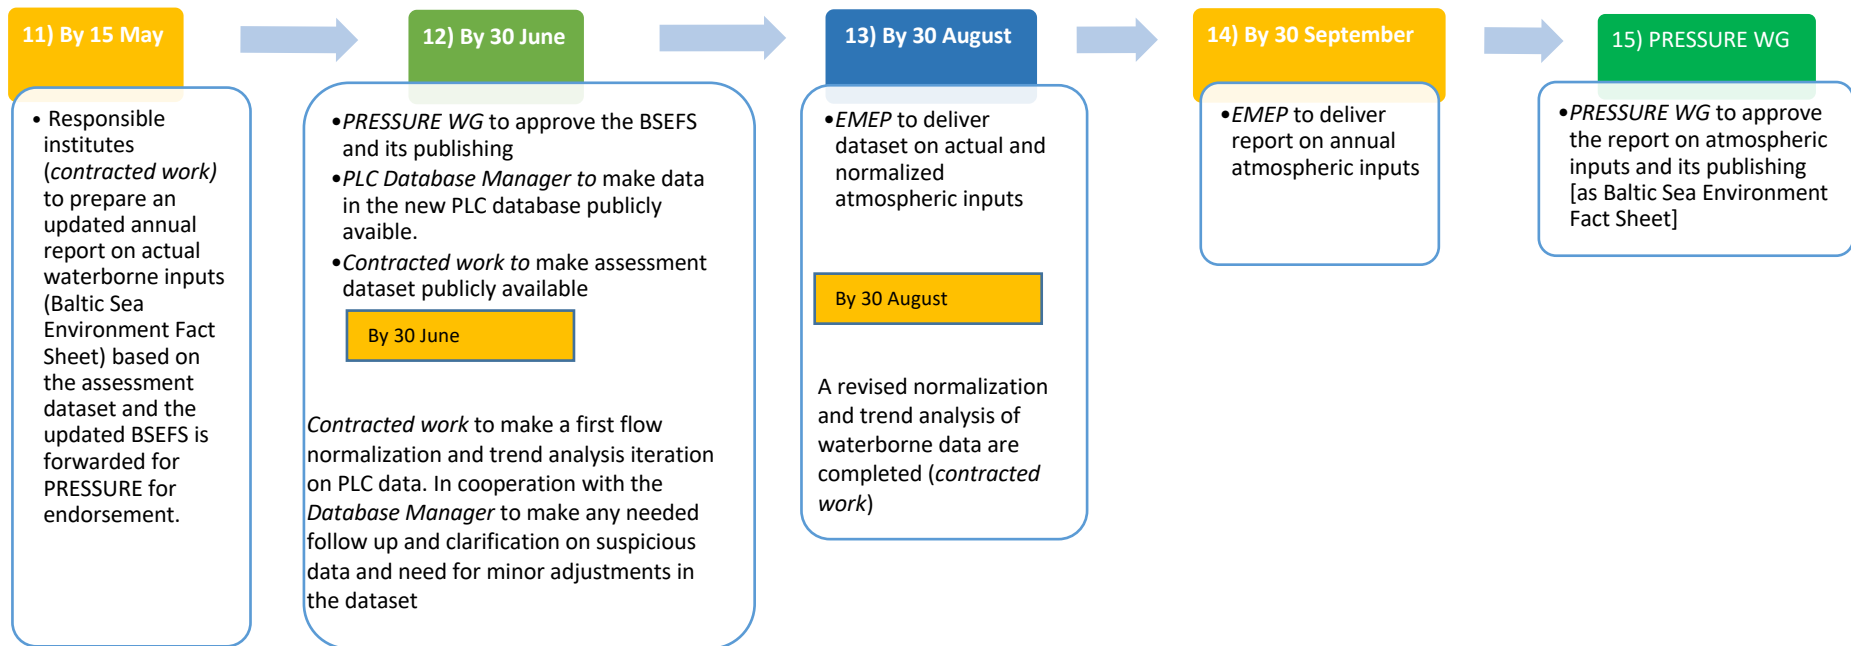 11) By 15 May
• Responsible
institutes
(contracted work)
to prepare an
updated annual
report on actual
waterborne inputs
(Baltic Sea
Environment Fact
Sheet) based on
the assessment
dataset and the
updated BSEFS is
forwarded for
PRESSURE for
endorsement.
12) By 30 June
•PRESSURE WG to approve the BSEFS
and its publishing
•PLC Database Manager to make data
in the new PLC database publicly
avaible.
•Contracted work to make assessment
dataset publicly available
By 30 June
Contracted work to make a first flow
normalization and trend analysis iteration
on PLC data. In cooperation with the
Database Manager to make any needed
follow up and clarification on suspicious
data and need for minor adjustments in
the dataset
13) By 30 August
•EMEP to deliver
dataset on actual and
normalized
atmospheric inputs
By 30 August
A revised normalization
and trend analysis of
waterborne data are
completed (contracted
work)
14) By 30 September
•EMEP to deliver
report on annual
atmospheric inputs
15) PRESSURE WG
•PRESSURE WG to approve
the report on atmospheric
inputs and its publishing
[as Baltic Sea Environment
Fact Sheet]